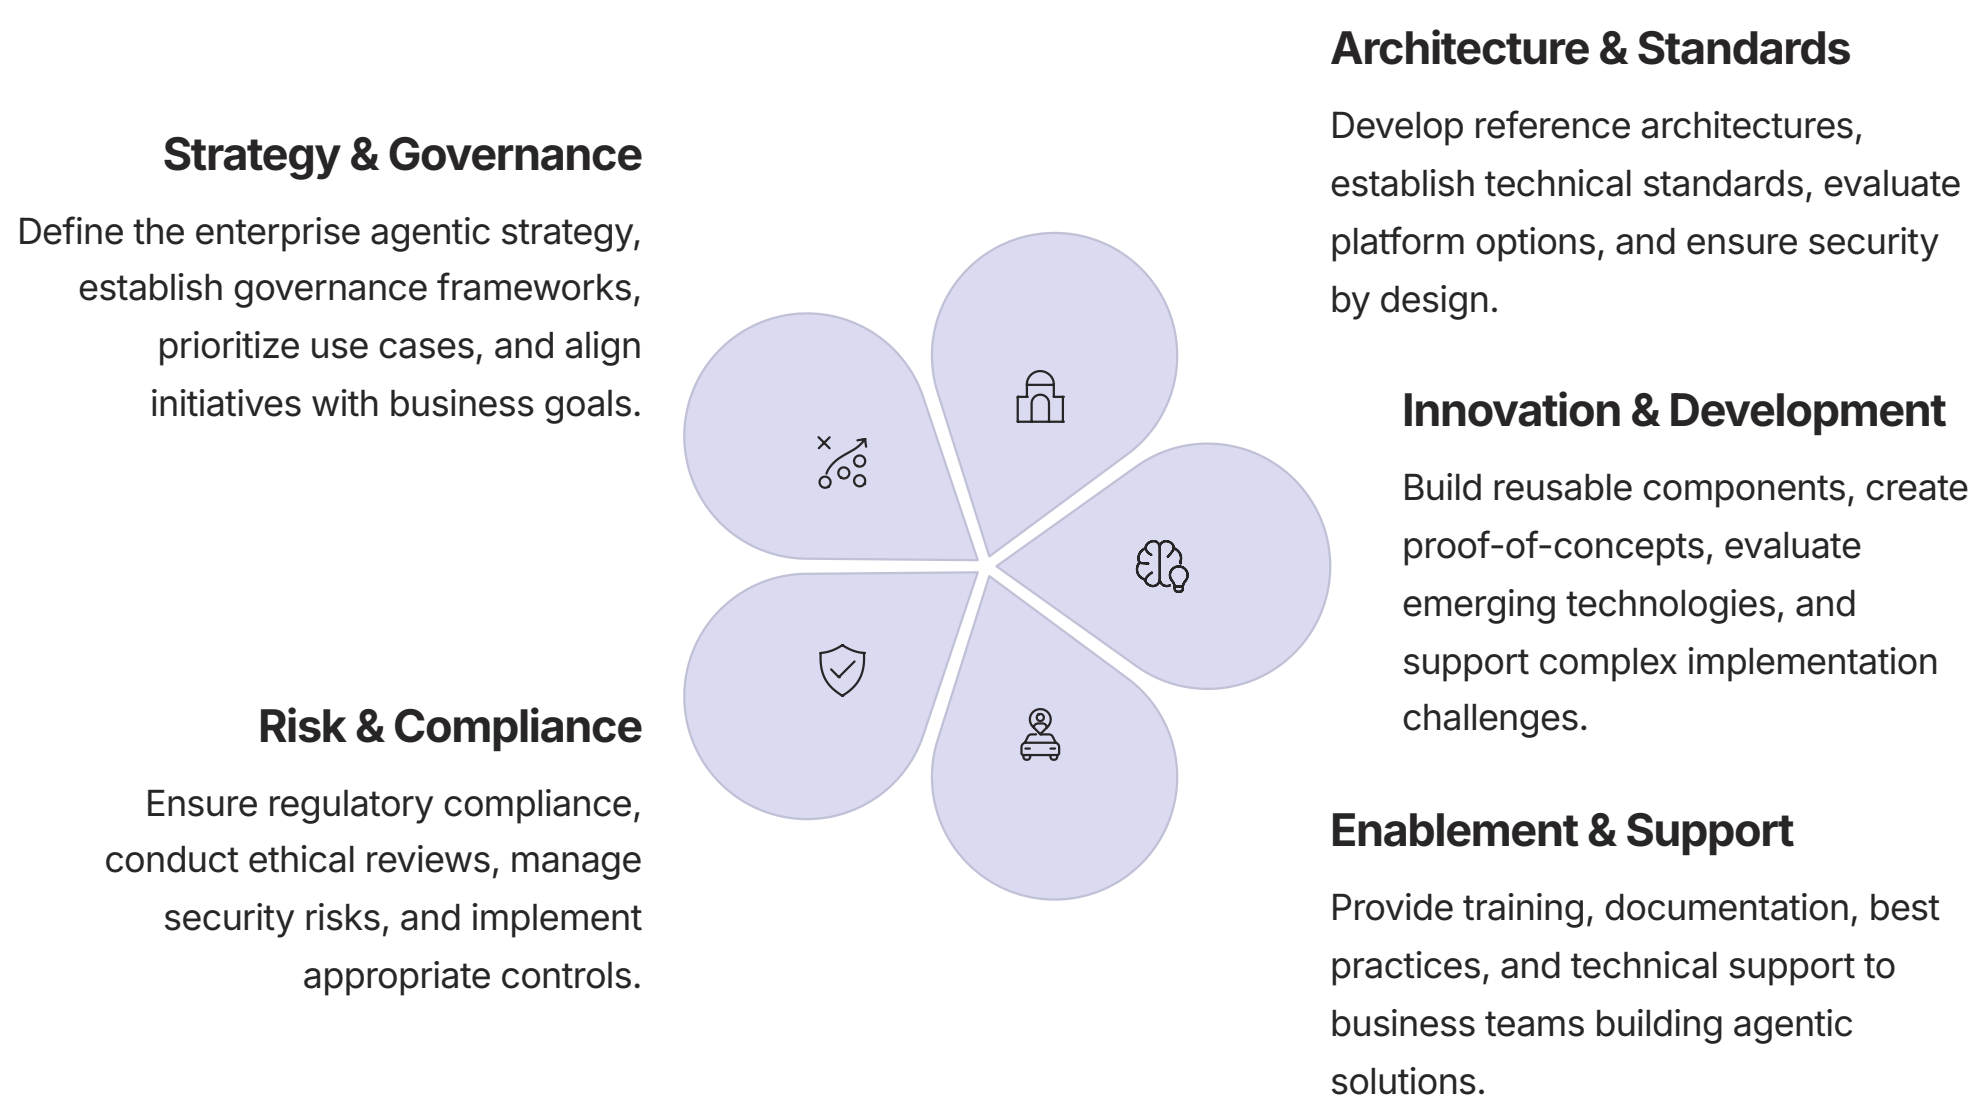 Strategy & Governance
Define the enterprise agentic strategy,
establish governance frameworks,
prioritize use cases, and align
initiatives with business goals.
Architecture & Standards
Develop reference architectures,
establish technical standards, evaluate
platform options, and ensure security
by design.
Innovation & Development
Build reusable components, create
proof-of-concepts, evaluate
emerging technologies, and
support complex implementation
challenges.
Enablement & Support
Provide training, documentation, best
practices, and technical support to
business teams building agentic
solutions.
Risk & Compliance
Ensure regulatory compliance,
conduct ethical reviews, manage
security risks, and implement
appropriate controls.